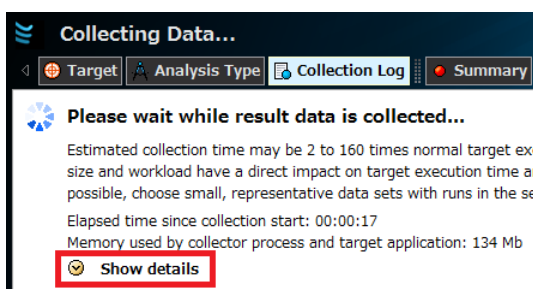 Collecting Data...
Target Analysis Type Collection Log Summary
Please wait while result data is collected...
Estimated collection time may be 2 to 160 times normal target exe
size and workload have a direct impact on target execution time a
possible, choose small, representative data sets with runs in the se
Elapsed time since collection start: 00:00:17
Memory used by collector process and target application: 134 Mb
Show details